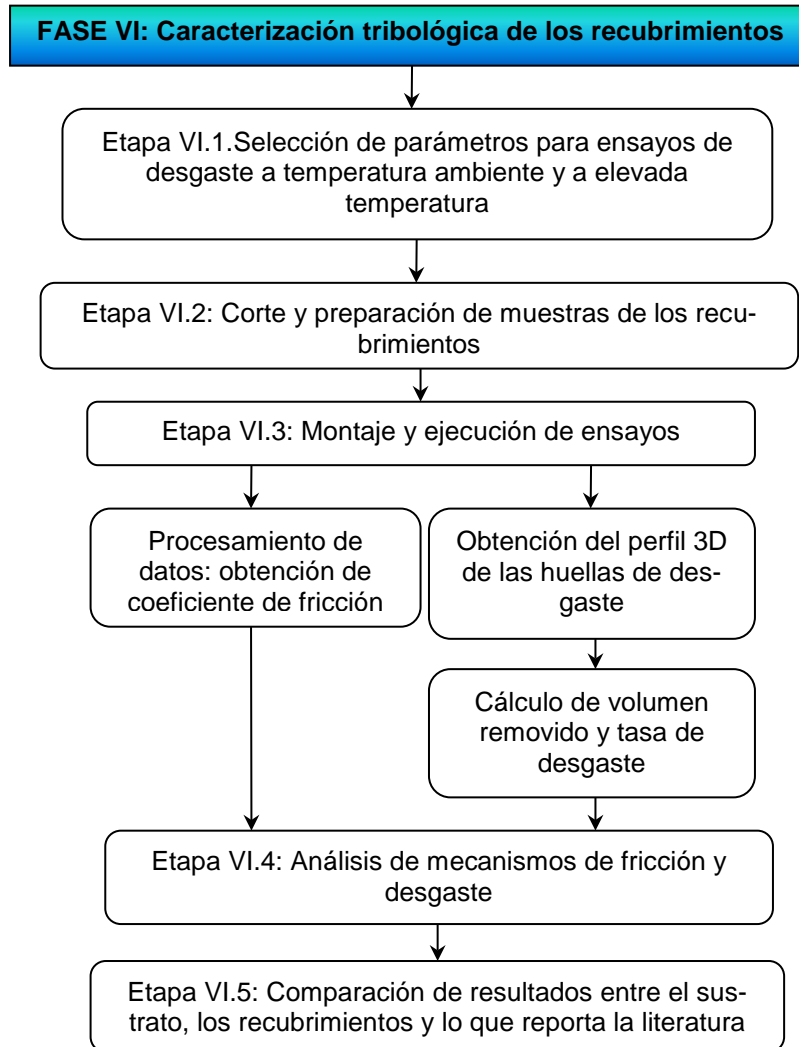 FASE VI: Caracterización tribológica de los recubrimientos
Etapa VI.1.Selección de parámetros para ensayos de
desgaste a temperatura ambiente y a elevada
temperatura
Etapa VI.2: Corte y preparación de muestras de los recu-
brimientos
Etapa VI.3: Montaje y ejecución de ensayos
Procesamiento de
datos: obtención de
coeficiente de fricción
Obtención del perfil 3D
de las huellas de des-
gaste
Cálculo de volumen
removido y tasa de
desgaste
Etapa VI.4: Análisis de mecanismos de fricción y
desgaste
Etapa VI.5: Comparación de resultados entre el sus-
trato, los recubrimientos y lo que reporta la literatura